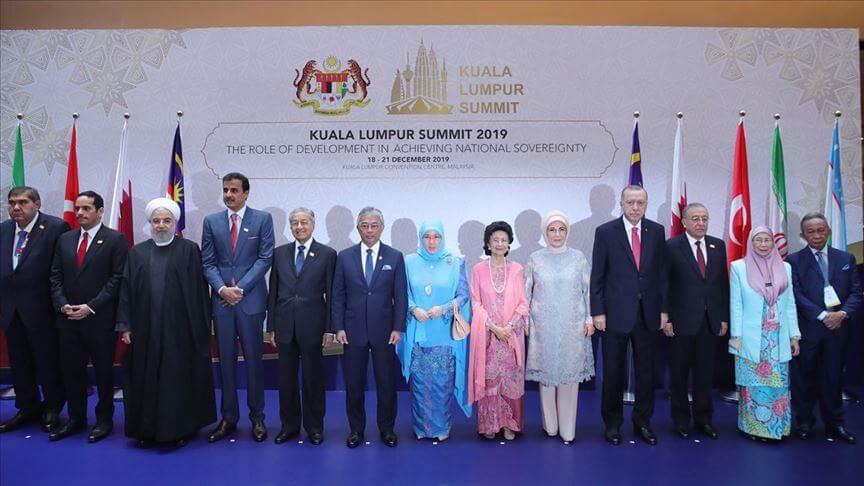 KUALA
LUMPUR
SUMMIT
KUALA LUMPUR SUMMIT 2019
THE ROLE OF DEVELOPMENT IN ACHIEVING NATIONAL SOVEREIGNTY
18 - 21 DECEMBER 2019
KUALA LUMPUR CONVENTION CENTRE, MALAYSIA